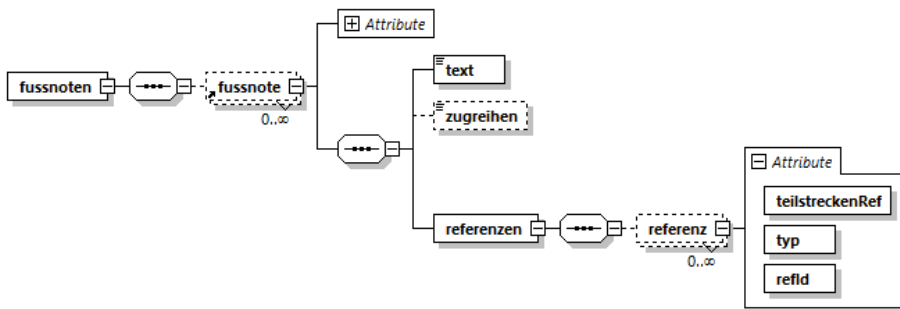 Attribute
fussnoten
fussnote
0..∞
text
zugreihen
referenzen
referenz
0..∞
Attribute
teilstreckenRef
typ
refId